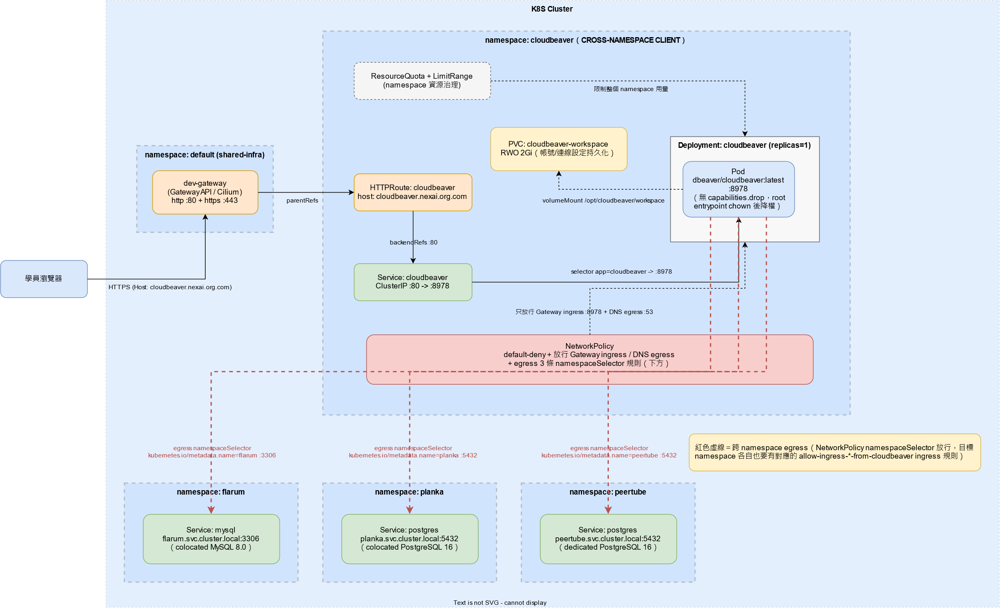 K8S Cluster
namespace: cloudbeaver（CROSS-NAMESPACE CLIENT）
ResourceQuota + LimitRange
(namespace 資源治理)
限制整個 namespace 用量
PVC: cloudbeaver-workspace
RWO 2Gi（帳號/連線設定持久化）
Deployment: cloudbeaver (replicas=1)
Pod
dbeaver/cloudbeaver:latest
:8978
（無 capabilities.drop，root
entrypoint chown 後降權）
volumeMount /opt/cloudbeaver/workspace
namespace: default (shared-infra)
dev-gateway
(Gateway API / Cilium)
http :80 + https :443
parentRefs
HTTPRoute: cloudbeaver
host: cloudbeaver.nexai.org.com
backendRefs :80
學員瀏覽器
HTTPS (Host: cloudbeaver.nexai.org.com)
Service: cloudbeaver
ClusterIP :80 -> :8978
selector app=cloudbeaver -> :8978
只放行 Gateway ingress :8978 + DNS egress :53
NetworkPolicy
default-deny + 放行 Gateway ingress / DNS egress
+ egress 3 條 namespaceSelector 規則（下方）
egress namespaceSelector
kubernetes.io/metadata.name=flarum :3306
egress namespaceSelector
kubernetes.io/metadata.name=planka :5432
egress namespaceSelector
kubernetes.io/metadata.name=peertube :5432
紅色虛線 = 跨 namespace egress（NetworkPolicy namespaceSelector 放行，目標
namespace 各自也要有對應的 allow-ingress-*-from-cloudbeaver ingress 規則）
namespace: flarum
Service: mysql
flarum.svc.cluster.local:3306
（colocated MySQL 8.0）
namespace: planka
Service: postgres
planka.svc.cluster.local:5432
（colocated PostgreSQL 16）
namespace: peertube
Service: postgres
peertube.svc.cluster.local:5432
（dedicated PostgreSQL 16）
Text is not SVG - cannot display